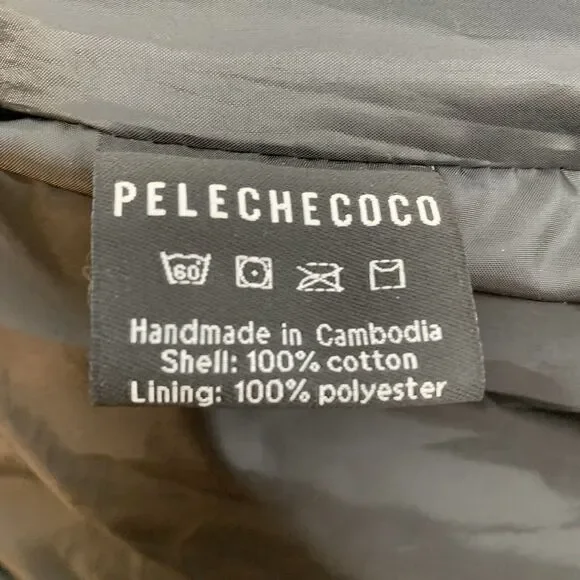 PELECHECOCO
60
Handmade in Cambodia
Shell: 100% cotton
Lining: 100% polyester